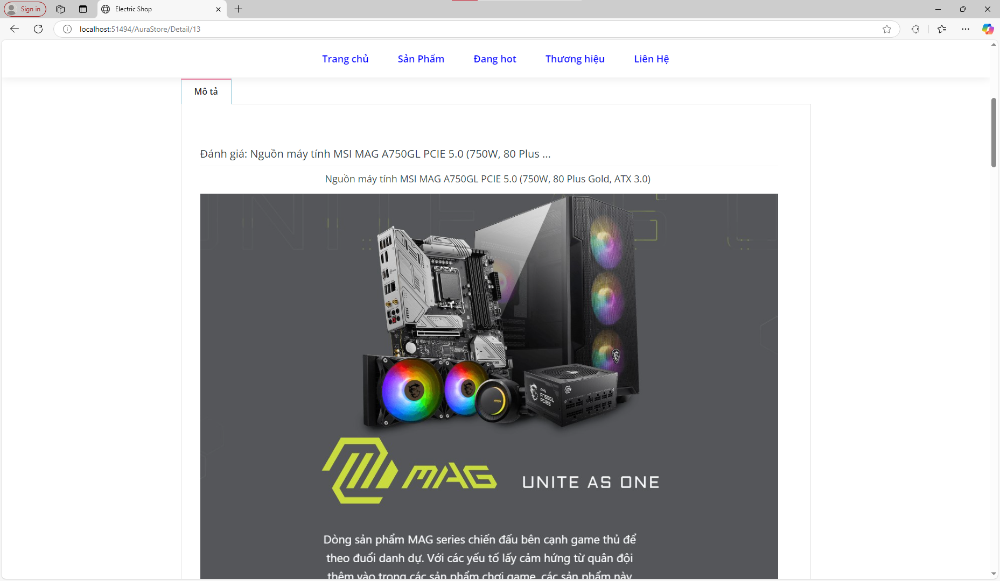 Sign in
Electric Shop
localhost:51494/AuraStore/Detail/13
Trang chủ
Sản Phẩm
Đang hot
Thương hiệu
Liên Hệ
Mô tả
Đánh giá: Nguồn máy tính MSI MAG A750GL PCIE 5.0 (750W, 80 Plus ...
Nguồn máy tính MSI MAG A750GL PCIE 5.0 (750W, 80 Plus Gold, ATX 3.0)
msi
MAG
A750GL
PCIE5
MAG
UNITE AS ONE
Dòng sản phẩm MAG series chiến đấu bên cạnh game thủ để
theo đuổi danh dự. Với các yếu tố lấy cảm hứng từ quân đội
thêm vào trong các sản phẩm chơi game, các sản phẩm này